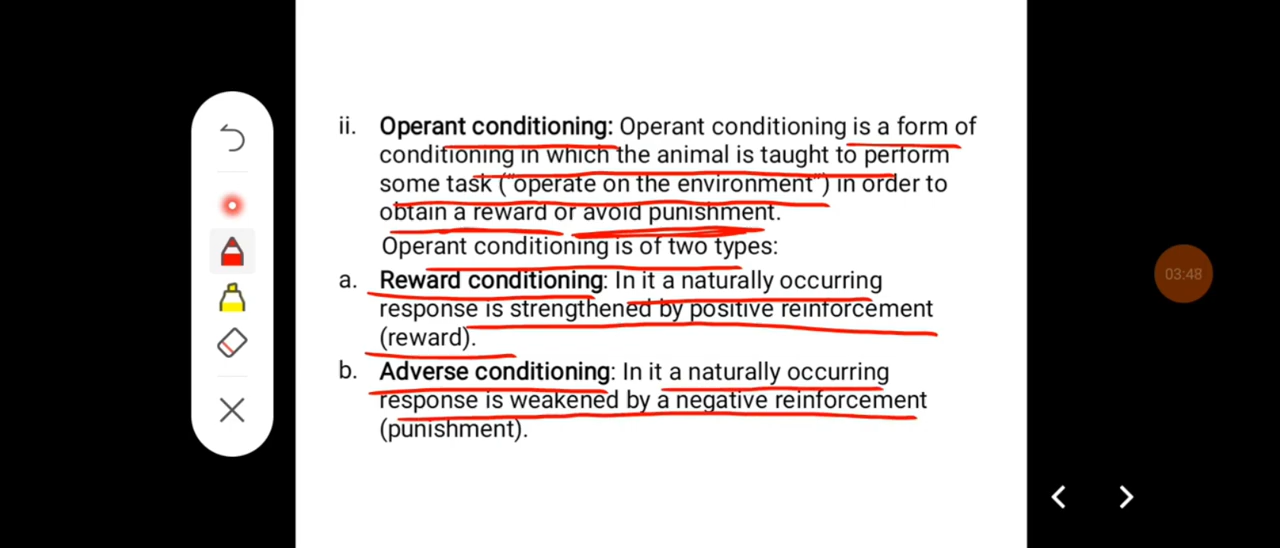 ii. Operant conditioning: Operant conditioning is a form of
conditioning in which the animal is taught to perform
some task ("operate on the environment") in order to
obtain a reward or avoid punishment.
Operant conditioning is of two types:
a. Reward conditioning: In it a naturally occurring
response is strengthened by positive reinforcement
(reward).
b. Adverse conditioning: In it a naturally occurring
response is weakened by a negative reinforcement
(punishment).
03:48